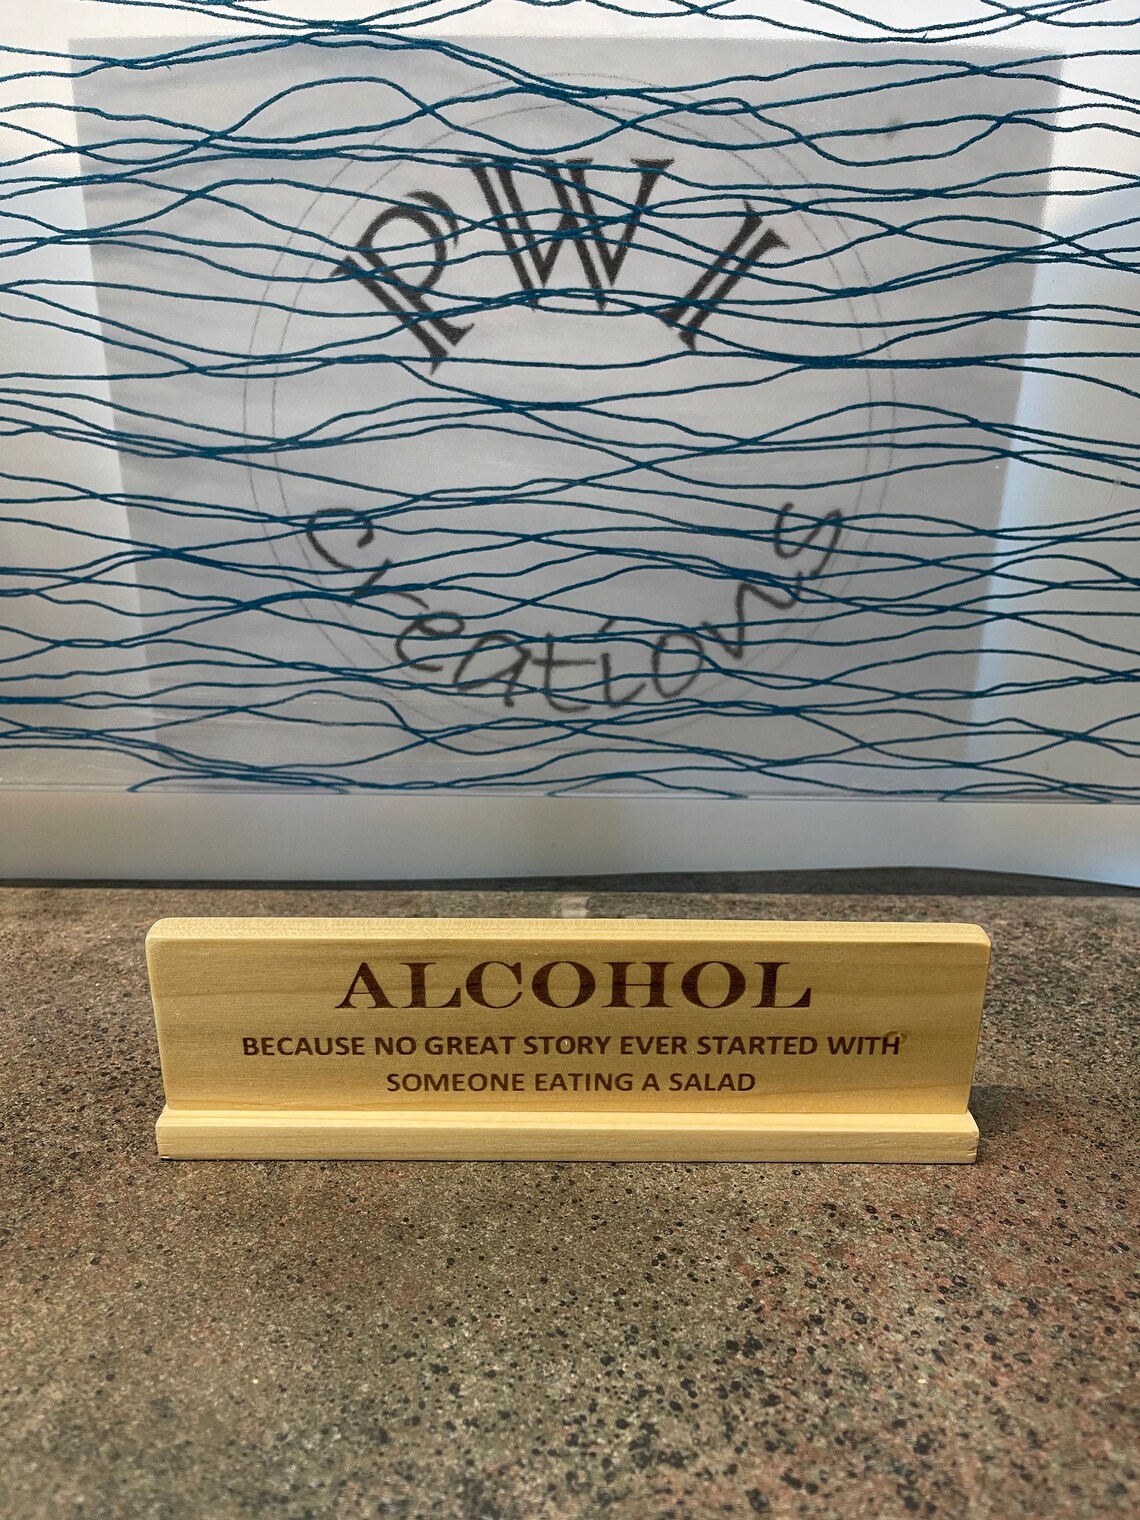 PWI
Creations
ALCOHOL
BECAUSE NO GREAT STORY EVER STARTED WITH
SOMEONE EATING A SALAD